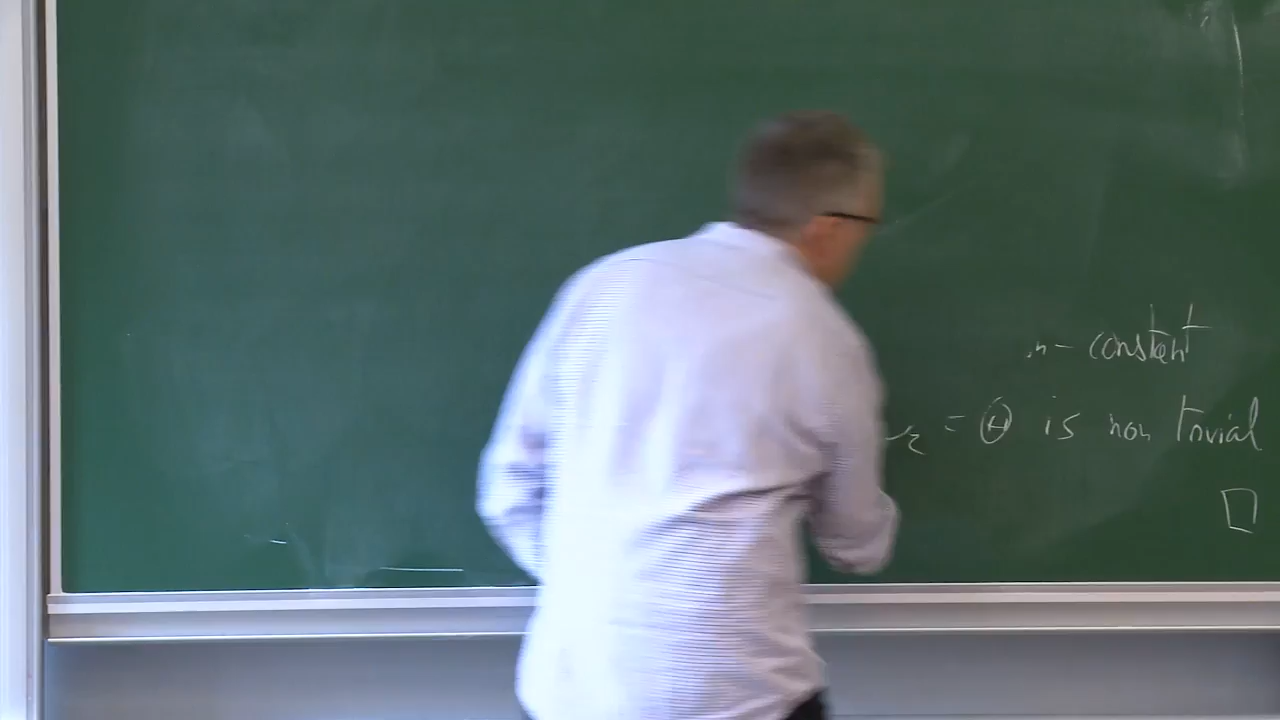 n- constant
= Ⓗ is non trivial
□